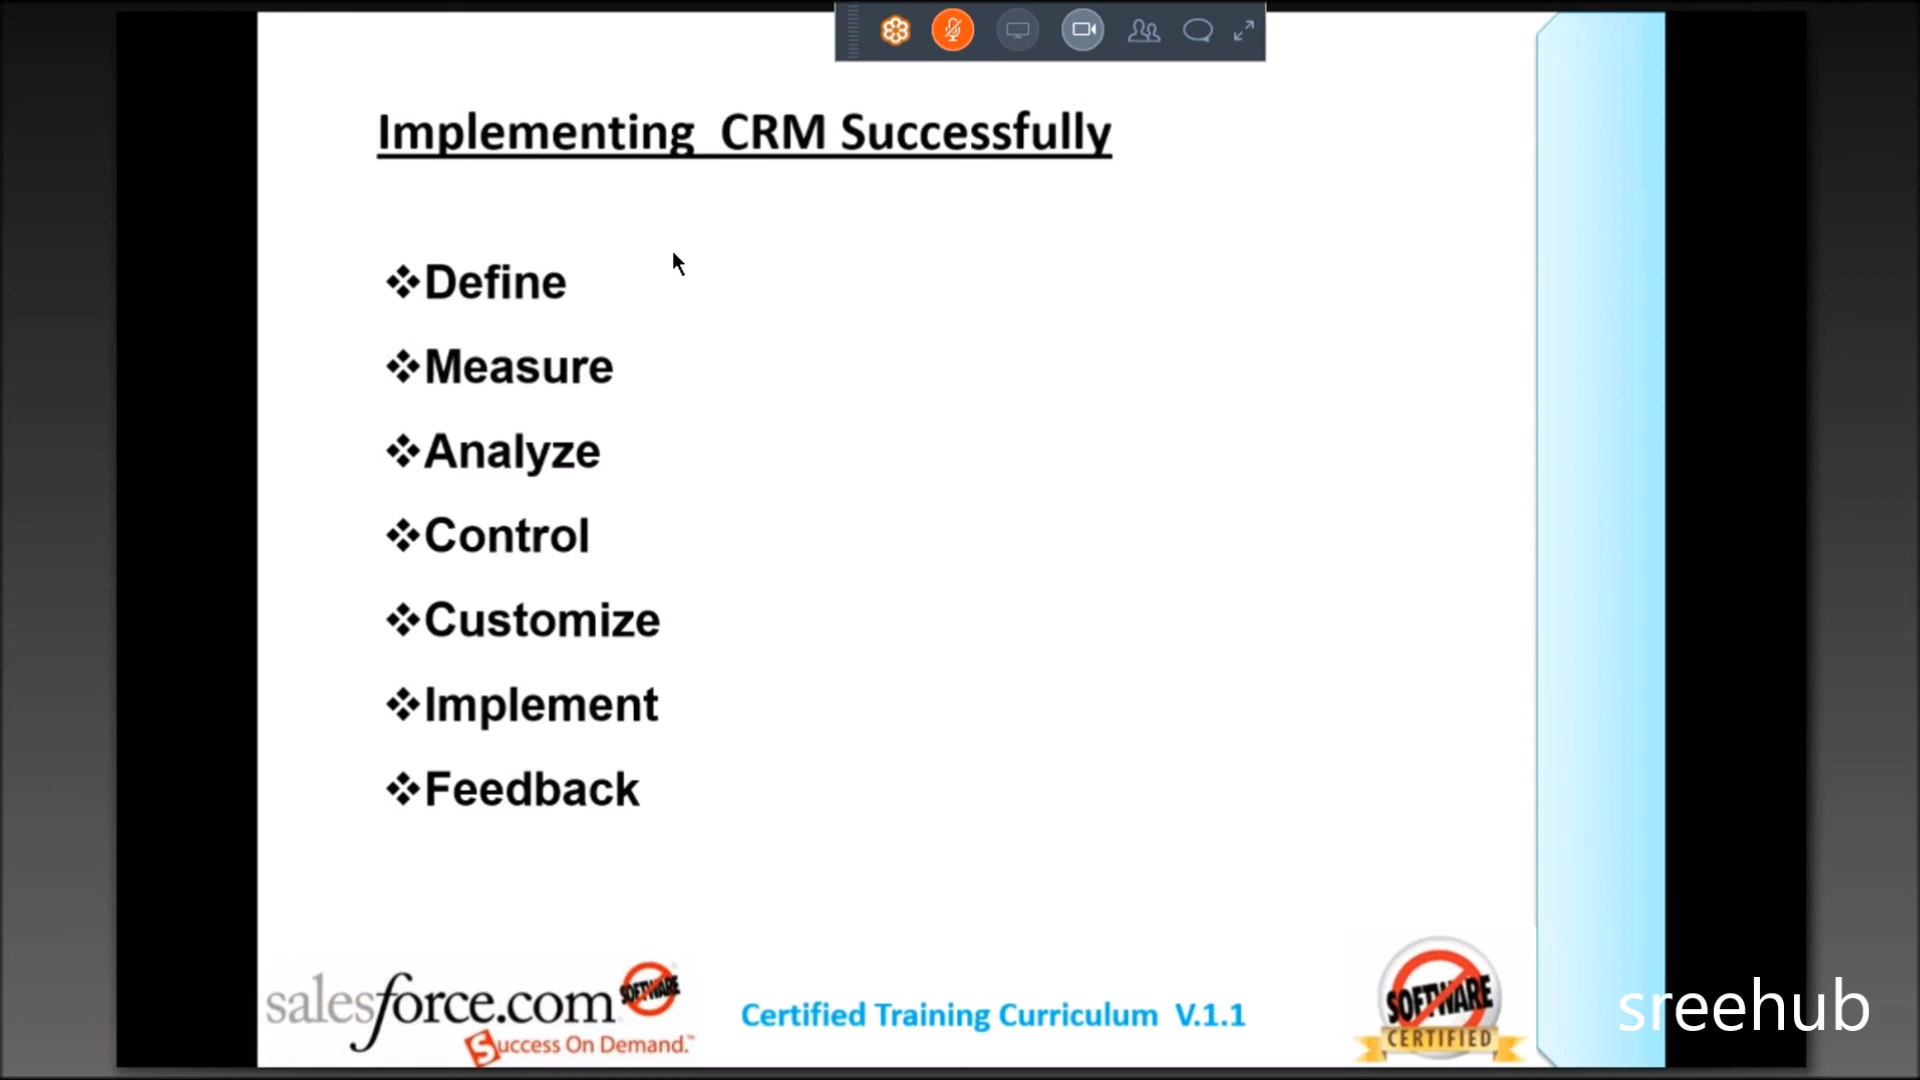 Implementing  CRM Successfully
❖Define
❖Measure
❖Analyze
❖Control
❖Customize
❖Implement
❖Feedback
salesforce.com
SOFTWARE
Success On Demand.™
Certified Training Curriculum  V.1.1
SOFTWARE
CERTIFIED
sreehub